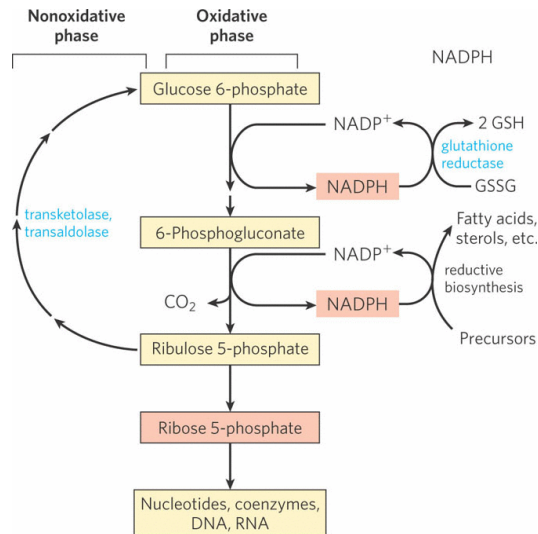 Nonoxidative
phase
Oxidative
phase
NADPH
Glucose 6-phosphate
NADP+
2 GSH
glutathione
reductase
NADPH
GSSG
transketolase,
transaldolase
6-Phosphogluconate
Fatty acids,
sterols, etc.
NADP+
reductive
biosynthesis
CO2
NADPH
Precursors
Ribulose 5-phosphate
Ribose 5-phosphate
Nucleotides, coenzymes,
DNA, RNA